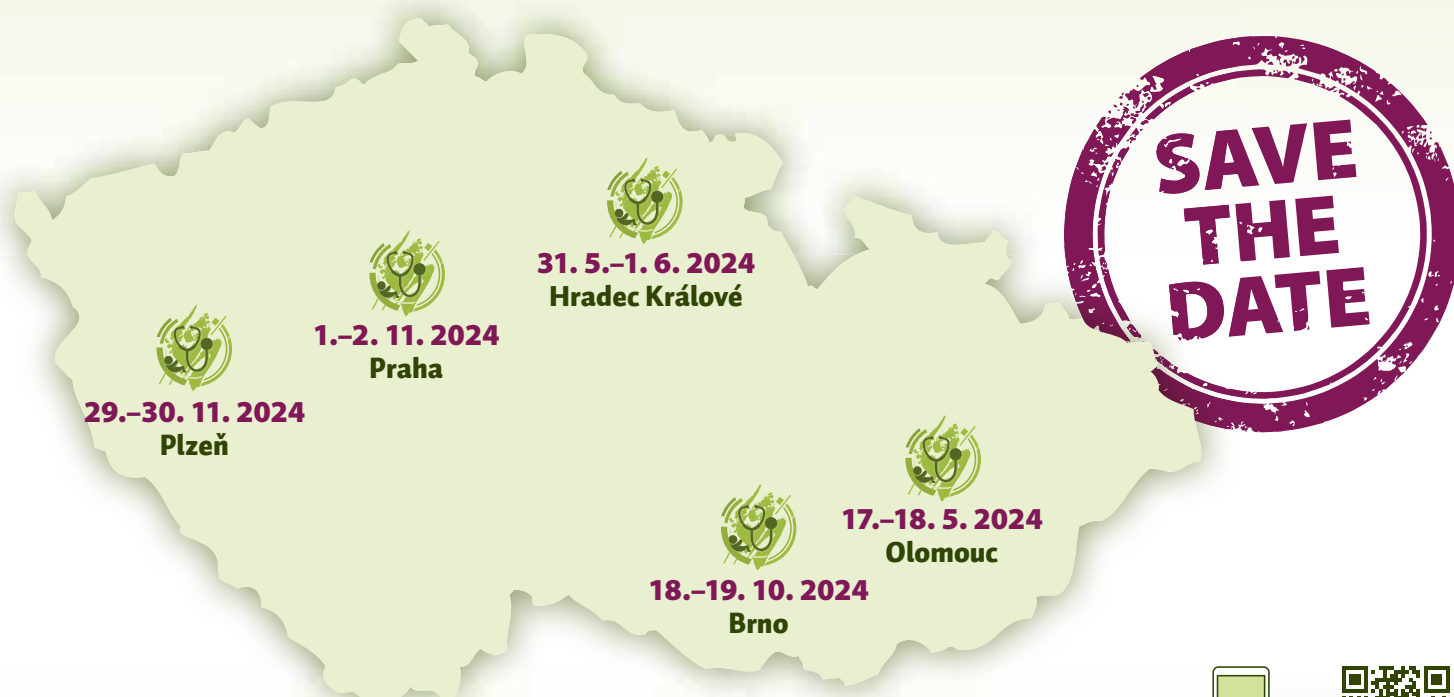 SAVE
THE
DATE
31. 5.–1. 6. 2024
Hradec Králové
1.–2. 11. 2024
Praha
29.–30. 11. 2024
Plzeň
17.–18. 5. 2024
Olomouc
18.–19. 10. 2024
Brno